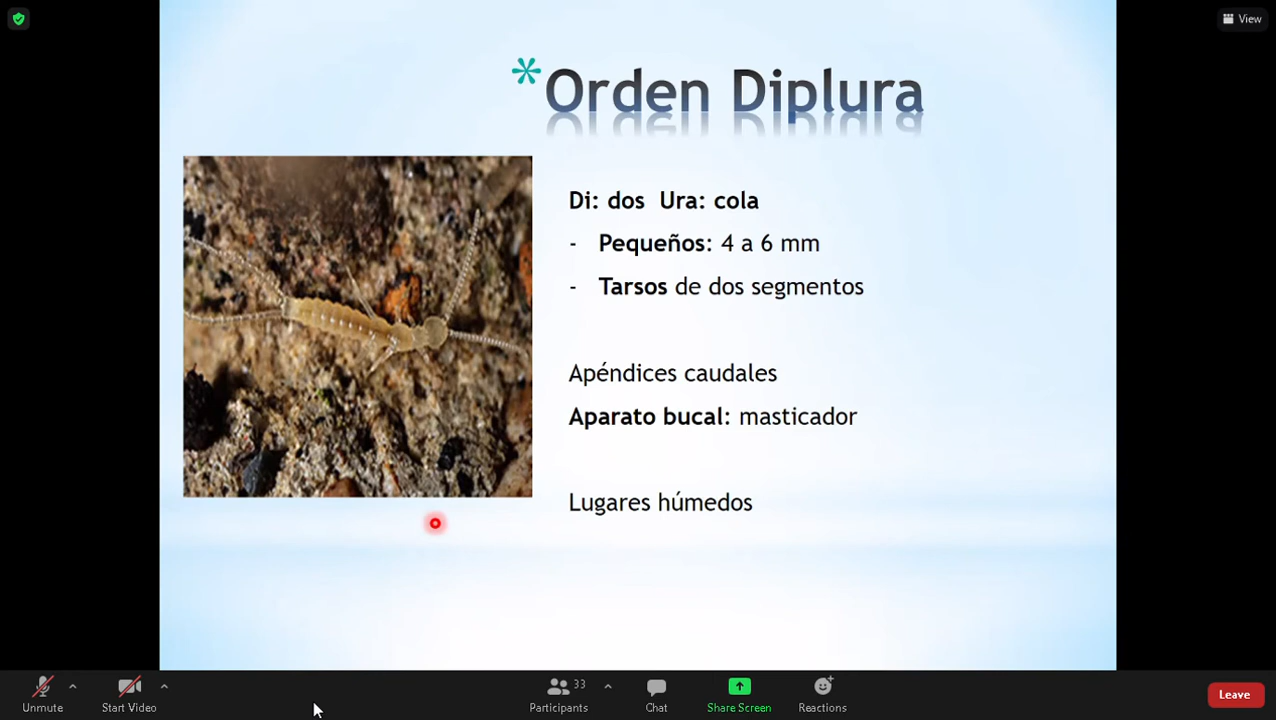 View
*Orden Diplura
Di: dos Ura: cola
- Pequeños: 4 a 6 mm
- Tarsos de dos segmentos
Apéndices caudales
Aparato bucal: masticador
Lugares húmedos
Unmute
Start Video
33
Participants
Chat
Share Screen
Reactions
Leave